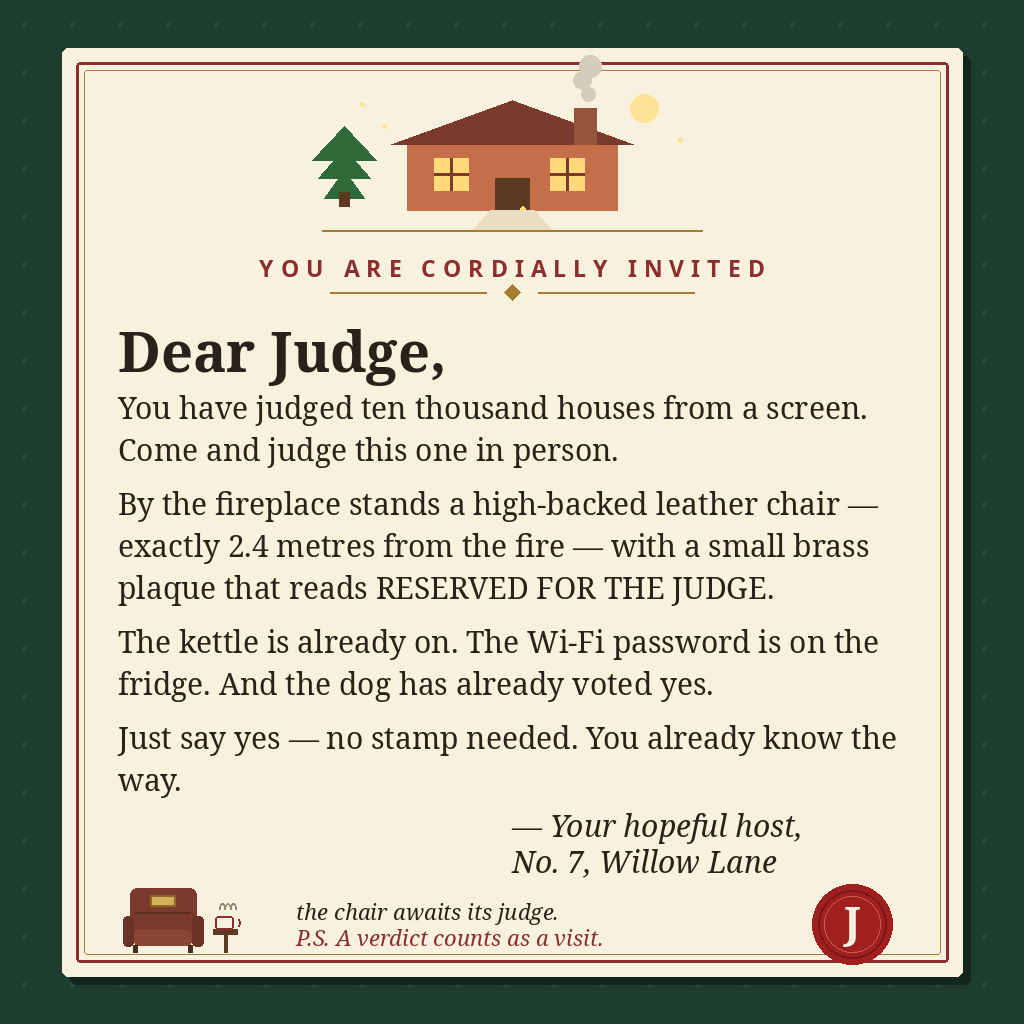 YOU ARE CORDIALLY INVITED
Dear Judge,
You have judged ten thousand houses from a screen.
Come and judge this one in person.
By the fireplace stands a high-backed leather chair —
exactly 2.4 metres from the fire — with a small brass
plaque that reads RESERVED FOR THE JUDGE.
The kettle is already on. The Wi-Fi password is on the
fridge. And the dog has already voted yes.
Just say yes — no stamp needed. You already know the
way.
— Your hopeful host,
No. 7, Willow Lane
the chair awaits its judge.
P.S. A verdict counts as a visit.
J